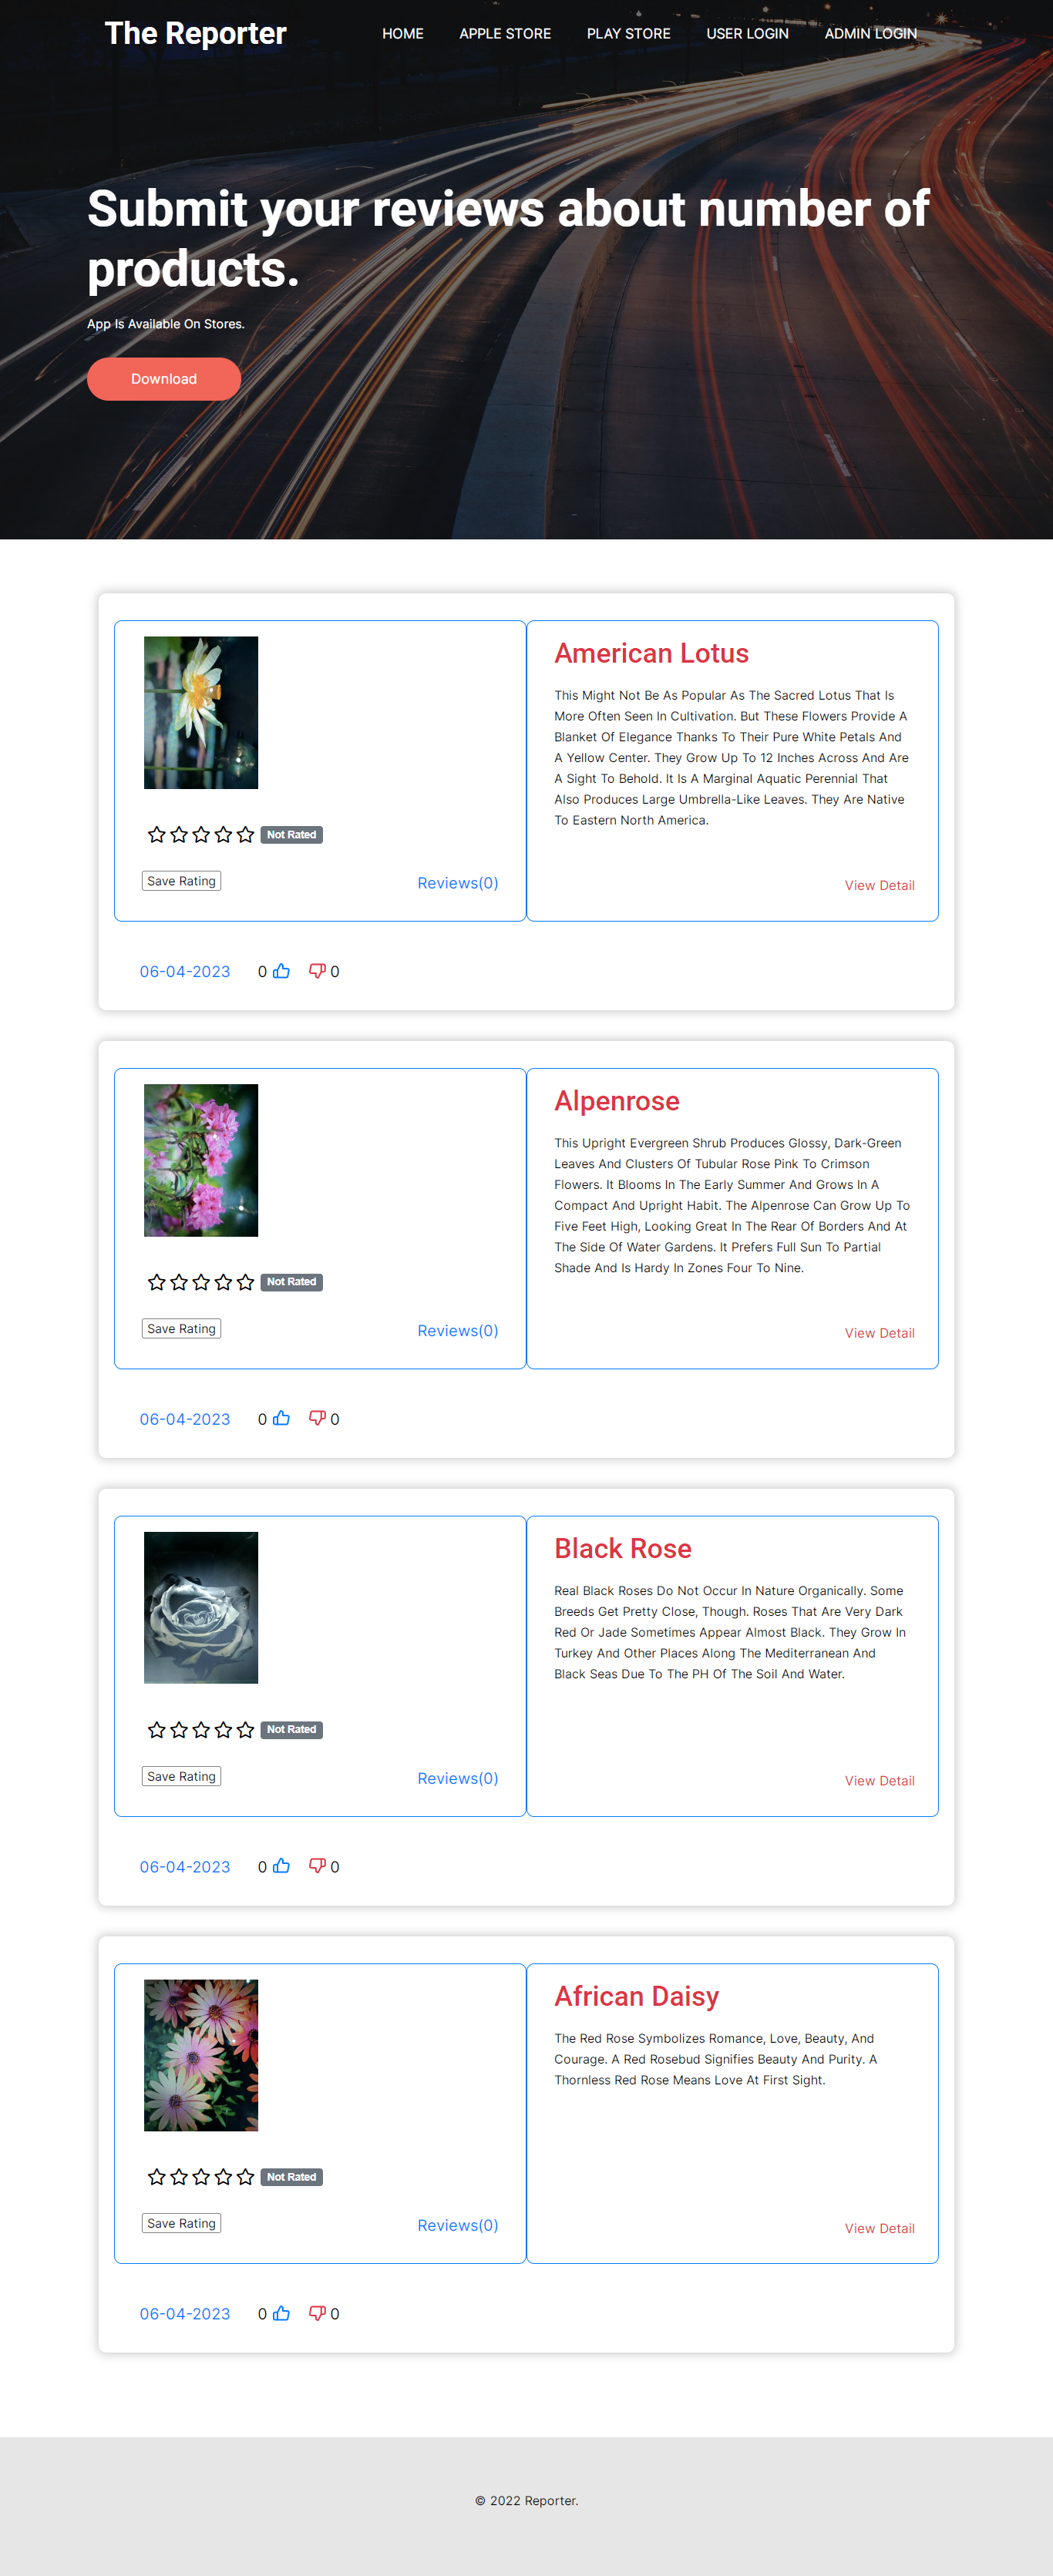 The Reporter
HOME APPLE STORE PLAY STORE USER LOGIN ADMIN LOGIN
Submit your reviews about number of
products.
App Is Available On Stores.
Download
American Lotus
This Might Not Be As Popular As The Sacred Lotus That Is
More Often Seen In Cultivation. But These Flowers Provide A
Blanket Of Elegance Thanks To Their Pure White Petals And
A Yellow Center. They Grow Up To 12 Inches Across And Are
A Sight To Behold. It Is A Marginal Aquatic Perennial That
Also Produces Large Umbrella-Like Leaves. They Are Native
To Eastern North America.
Not Rated
Save Rating
Reviews(0)
View Detail
06-04-2023 0 0
Alpenrose
This Upright Evergreen Shrub Produces Glossy, Dark-Green
Leaves And Clusters Of Tubular Rose Pink To Crimson
Flowers. It Blooms In The Early Summer And Grows In A
Compact And Upright Habit. The Alpenrose Can Grow Up To
Five Feet High, Looking Great In The Rear Of Borders And At
The Side Of Water Gardens. It Prefers Full Sun To Partial
Shade And Is Hardy In Zones Four To Nine.
Not Rated
Save Rating
Reviews(0)
View Detail
06-04-2023 0 0
Black Rose
Real Black Roses Do Not Occur In Nature Organically. Some
Breeds Get Pretty Close, Though. Roses That Are Very Dark
Red Or Jade Sometimes Appear Almost Black. They Grow In
Turkey And Other Places Along The Mediterranean And
Black Seas Due To The PH Of The Soil And Water.
Not Rated
Save Rating
Reviews(0)
View Detail
06-04-2023 0 0
African Daisy
The Red Rose Symbolizes Romance, Love, Beauty, And
Courage. A Red Rosebud Signifies Beauty And Purity. A
Thornless Red Rose Means Love At First Sight.
Not Rated
Save Rating
Reviews(0)
View Detail
06-04-2023 0 0
© 2022 Reporter.